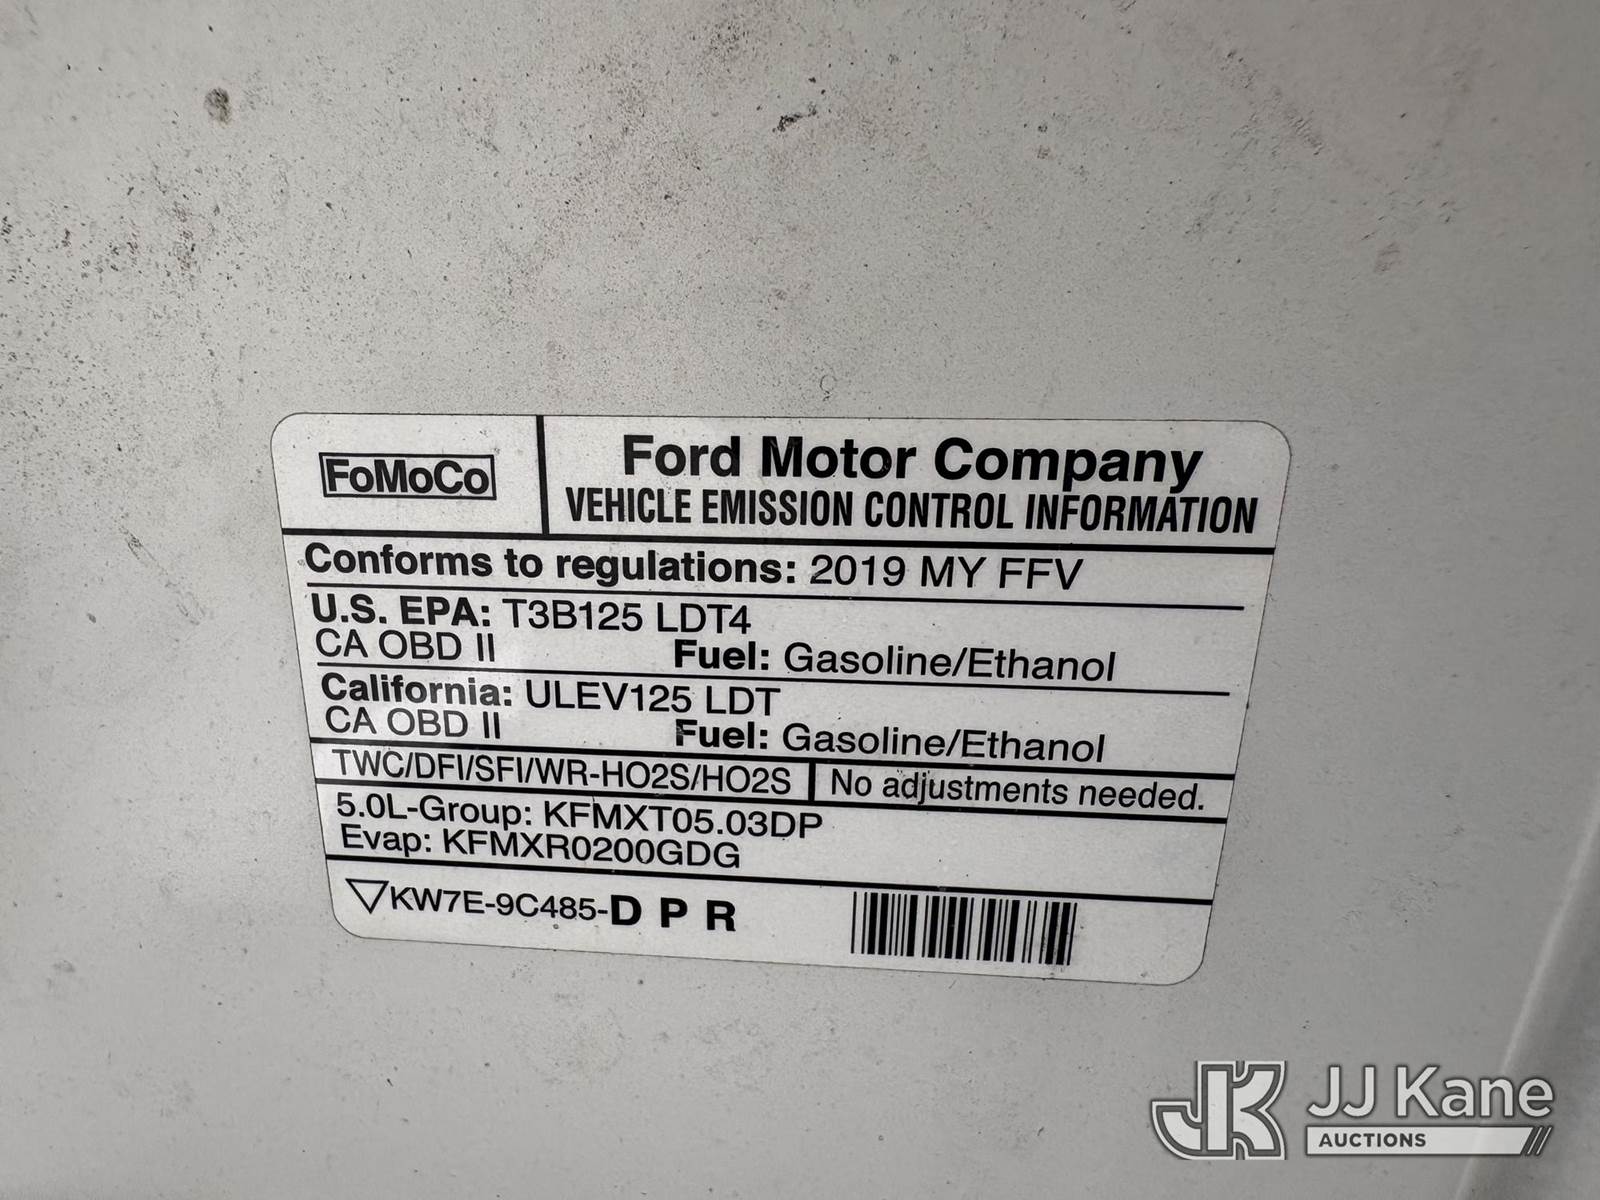 FoMoCo
Ford Motor Company
VEHICLE EMISSION CONTROL INFORMATION
Conforms to regulations: 2019 MY FFV
U.S. EPA: T3B125 LDT4
CA OBD II Fuel: Gasoline/Ethanol
California: ULEV125 LDT
CA OBD II Fuel: Gasoline/Ethanol
TWC/DFI/SFI/WR-HO2S/HO2S No adjustments needed.
5.0L-Group: KFMXT05.03DP
Evap: KFMXR0200GDG
KW7E-9C485-D P R
JK JJ Kane
AUCTIONS